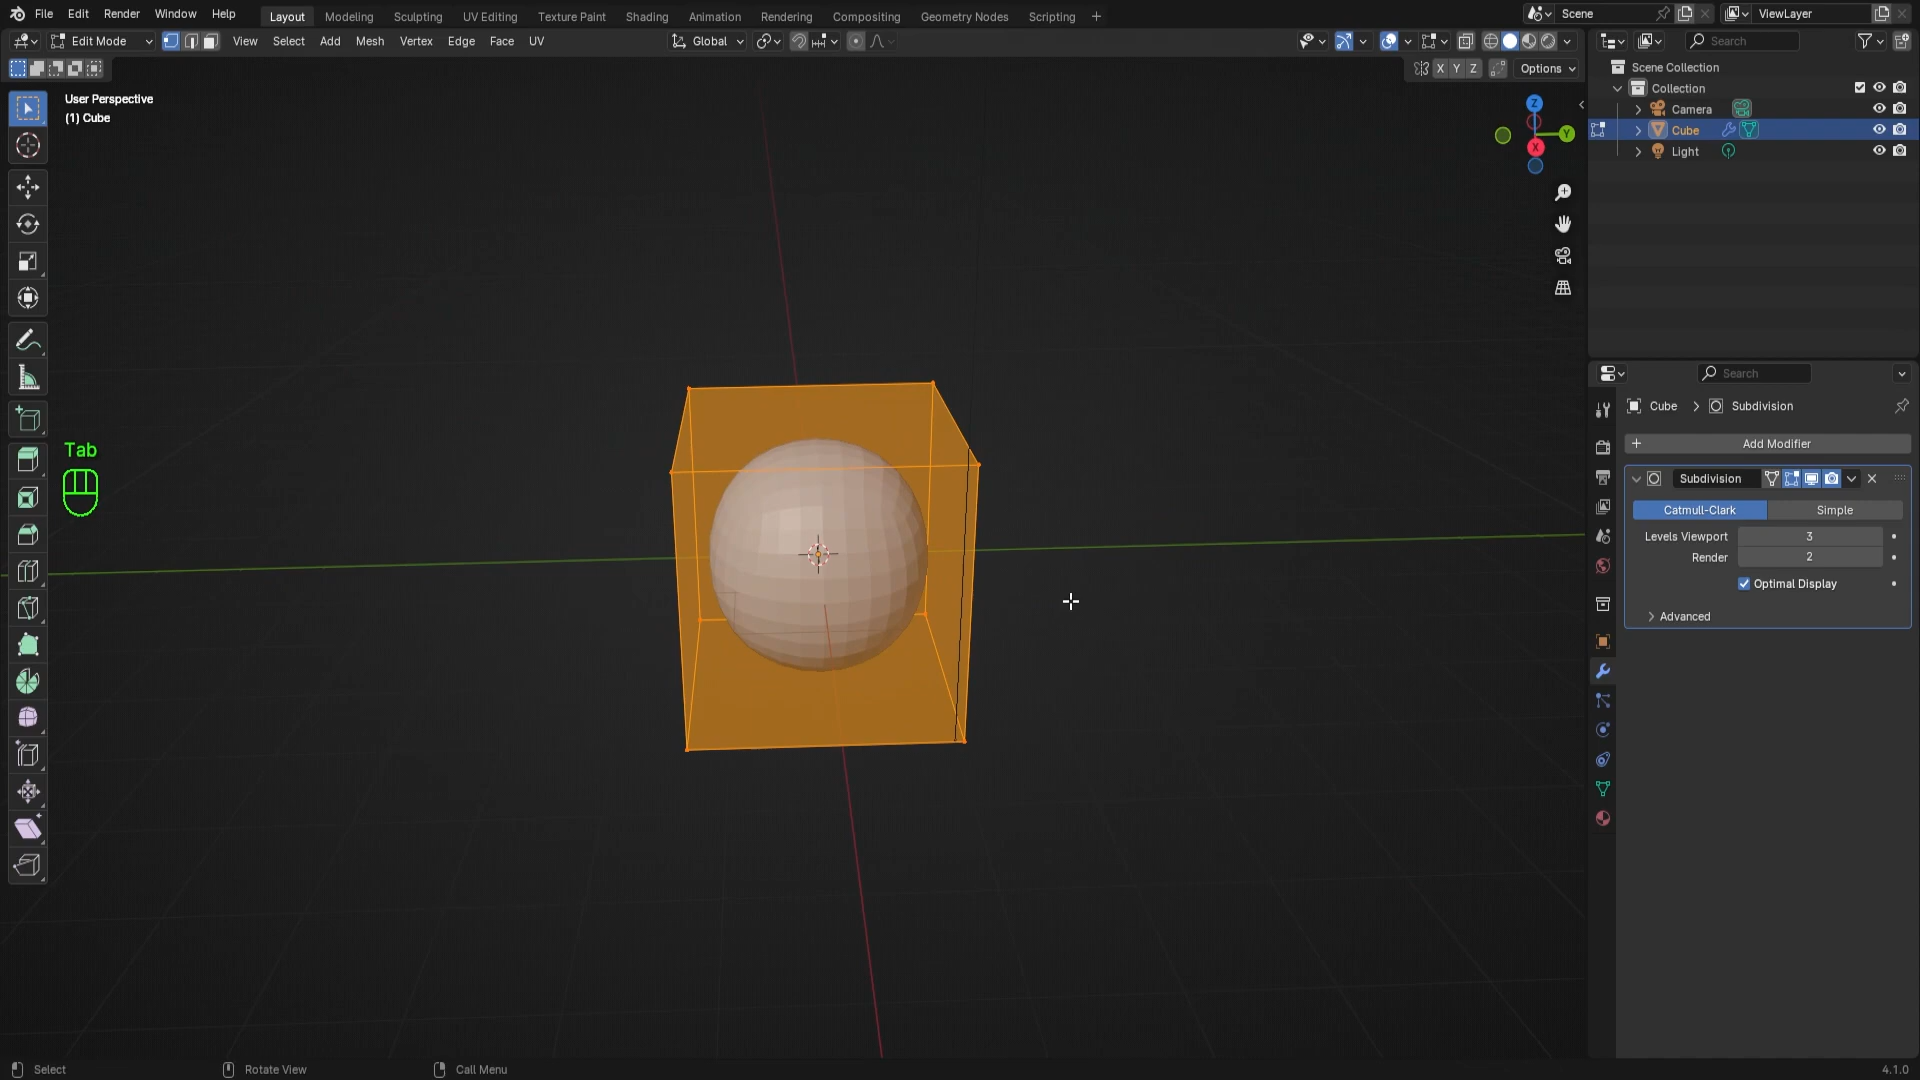 File Edit Render Window Help Layout Modeling Sculpting UV Editing Texture Paint Shading Animation Rendering Compositing Geometry Nodes Scripting + Scene ViewLayer
Edit Mode View Select Add Mesh Vertex Edge Face UV Global Search
X Y Z Options
Scene Collection
Collection
Camera
Cube
Light
User Perspective
(1) Cube
Z
Y
X
Search
Cube > Subdivision
+ Add Modifier
Subdivision
Catmull-Clark Simple
Levels Viewport 3
Render 2
Optimal Display
Advanced
Tab
Select Rotate View Call Menu 4.1.0